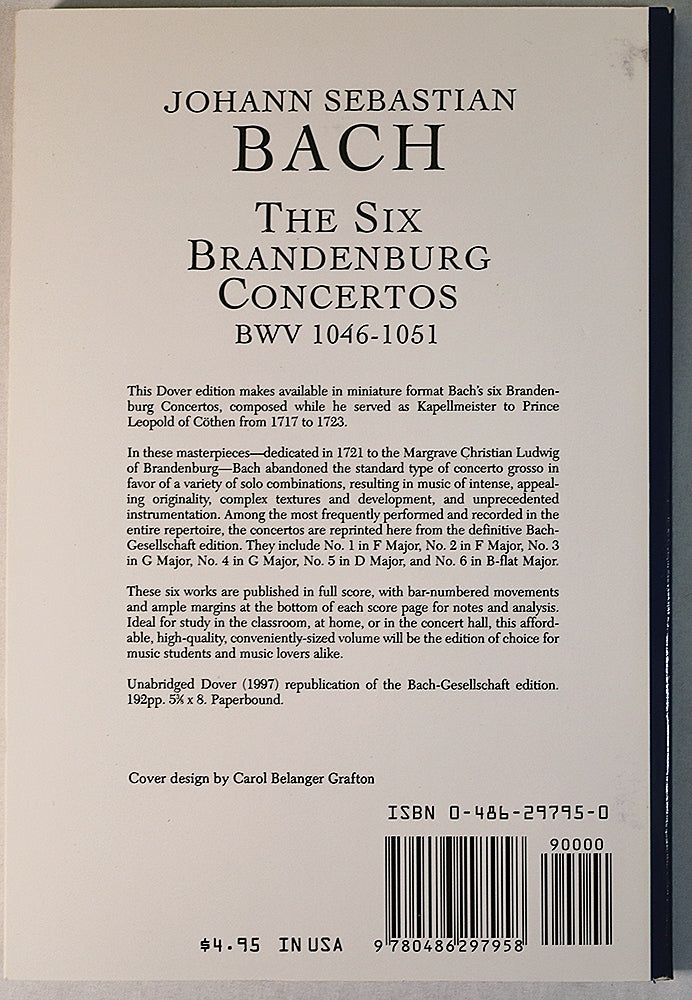 JOHANN SEBASTIAN
BACH
THE SIX
BRANDENBURG
CONCERTOS
BWV 1046-1051
This Dover edition makes available in miniature format Bach's six Branden-
burg Concertos, composed while he served as Kapellmeister to Prince
Leopold of Cöthen from 1717 to 1723.
In these masterpieces—dedicated in 1721 to the Margrave Christian Ludwig
of Brandenburg—Bach abandoned the standard type of concerto grosso in
favor of a variety of solo combinations, resulting in music of intense, appeal-
ing originality, complex textures and development, and unprecedented
instrumentation. Among the most frequently performed and recorded in the
entire repertoire, the concertos are reprinted here from the definitive Bach-
Gesellschaft edition. They include No. 1 in F Major, No. 2 in F Major, No. 3
in G Major, No. 4 in G Major, No. 5 in D Major, and No. 6 in B-flat Major.
These six works are published in full score, with bar-numbered movements
and ample margins at the bottom of each score page for notes and analysis.
Ideal for study in the classroom, at home, or in the concert hall, this afford-
able, high-quality, conveniently-sized volume will be the edition of choice for
music students and music lovers alike.
Unabridged Dover (1997) republication of the Bach-Gesellschaft edition.
192pp. 5⅜ x 8. Paperbound.
Cover design by Carol Belanger Grafton
ISBN 0-486-29795-0
90000
$4.95 IN USA
9 780486 297958